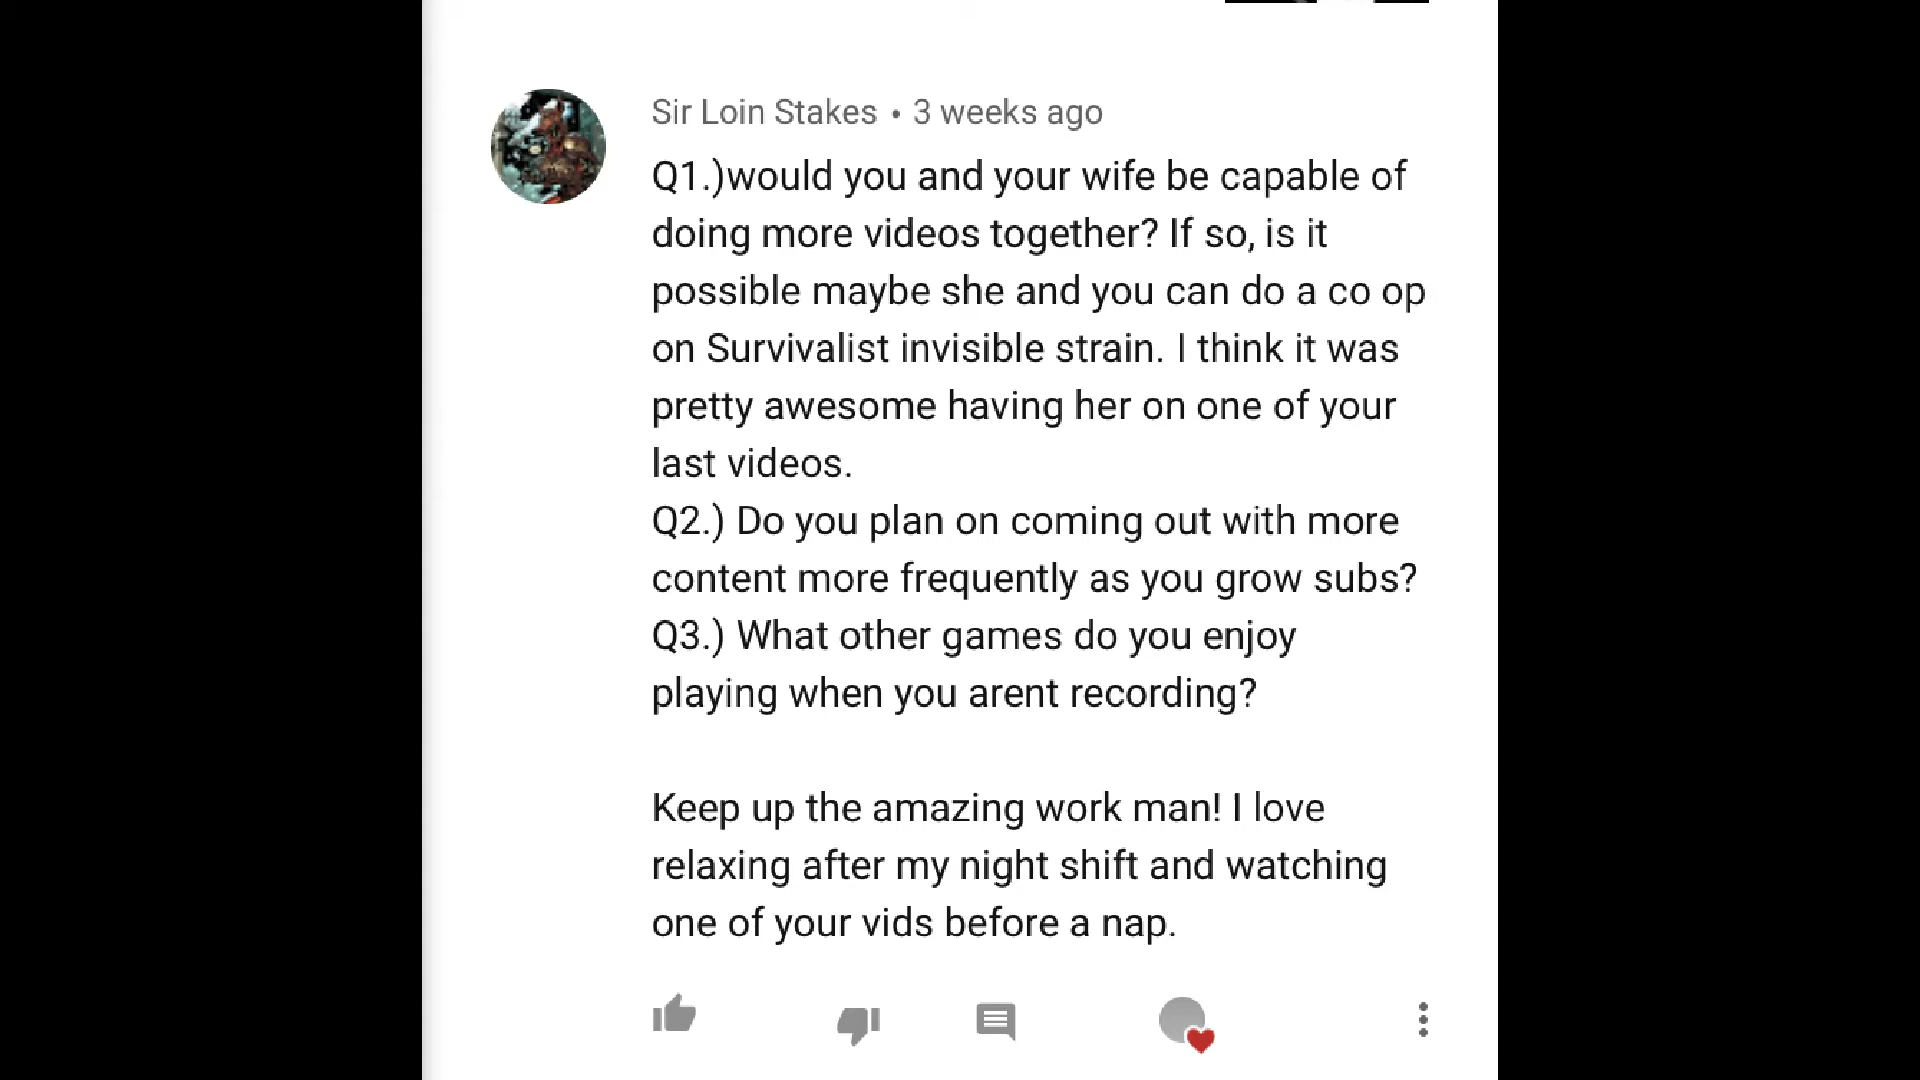 Sir Loin Stakes • 3 weeks ago
Q1.)would you and your wife be capable of
doing more videos together? If so, is it
possible maybe she and you can do a co op
on Survivalist invisible strain. I think it was
pretty awesome having her on one of your
last videos.
Q2.) Do you plan on coming out with more
content more frequently as you grow subs?
Q3.) What other games do you enjoy
playing when you arent recording?
Keep up the amazing work man! I love
relaxing after my night shift and watching
one of your vids before a nap.